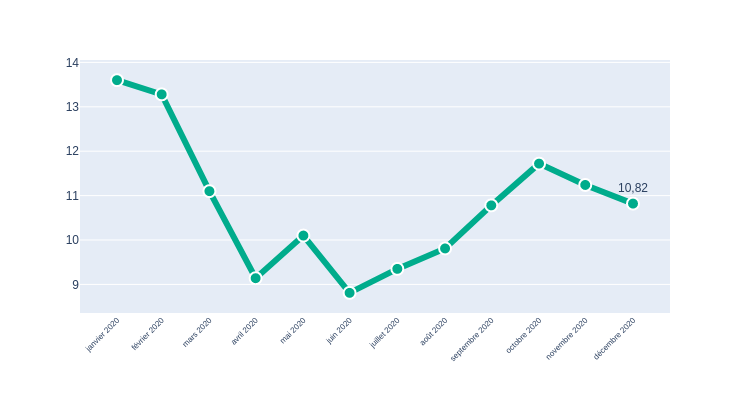 14
13
12
11
10
9
10,82
janvier 2020
février 2020
mars 2020
avril 2020
mai 2020
juin 2020
juillet 2020
août 2020
septembre 2020
octobre 2020
novembre 2020
décembre 2020